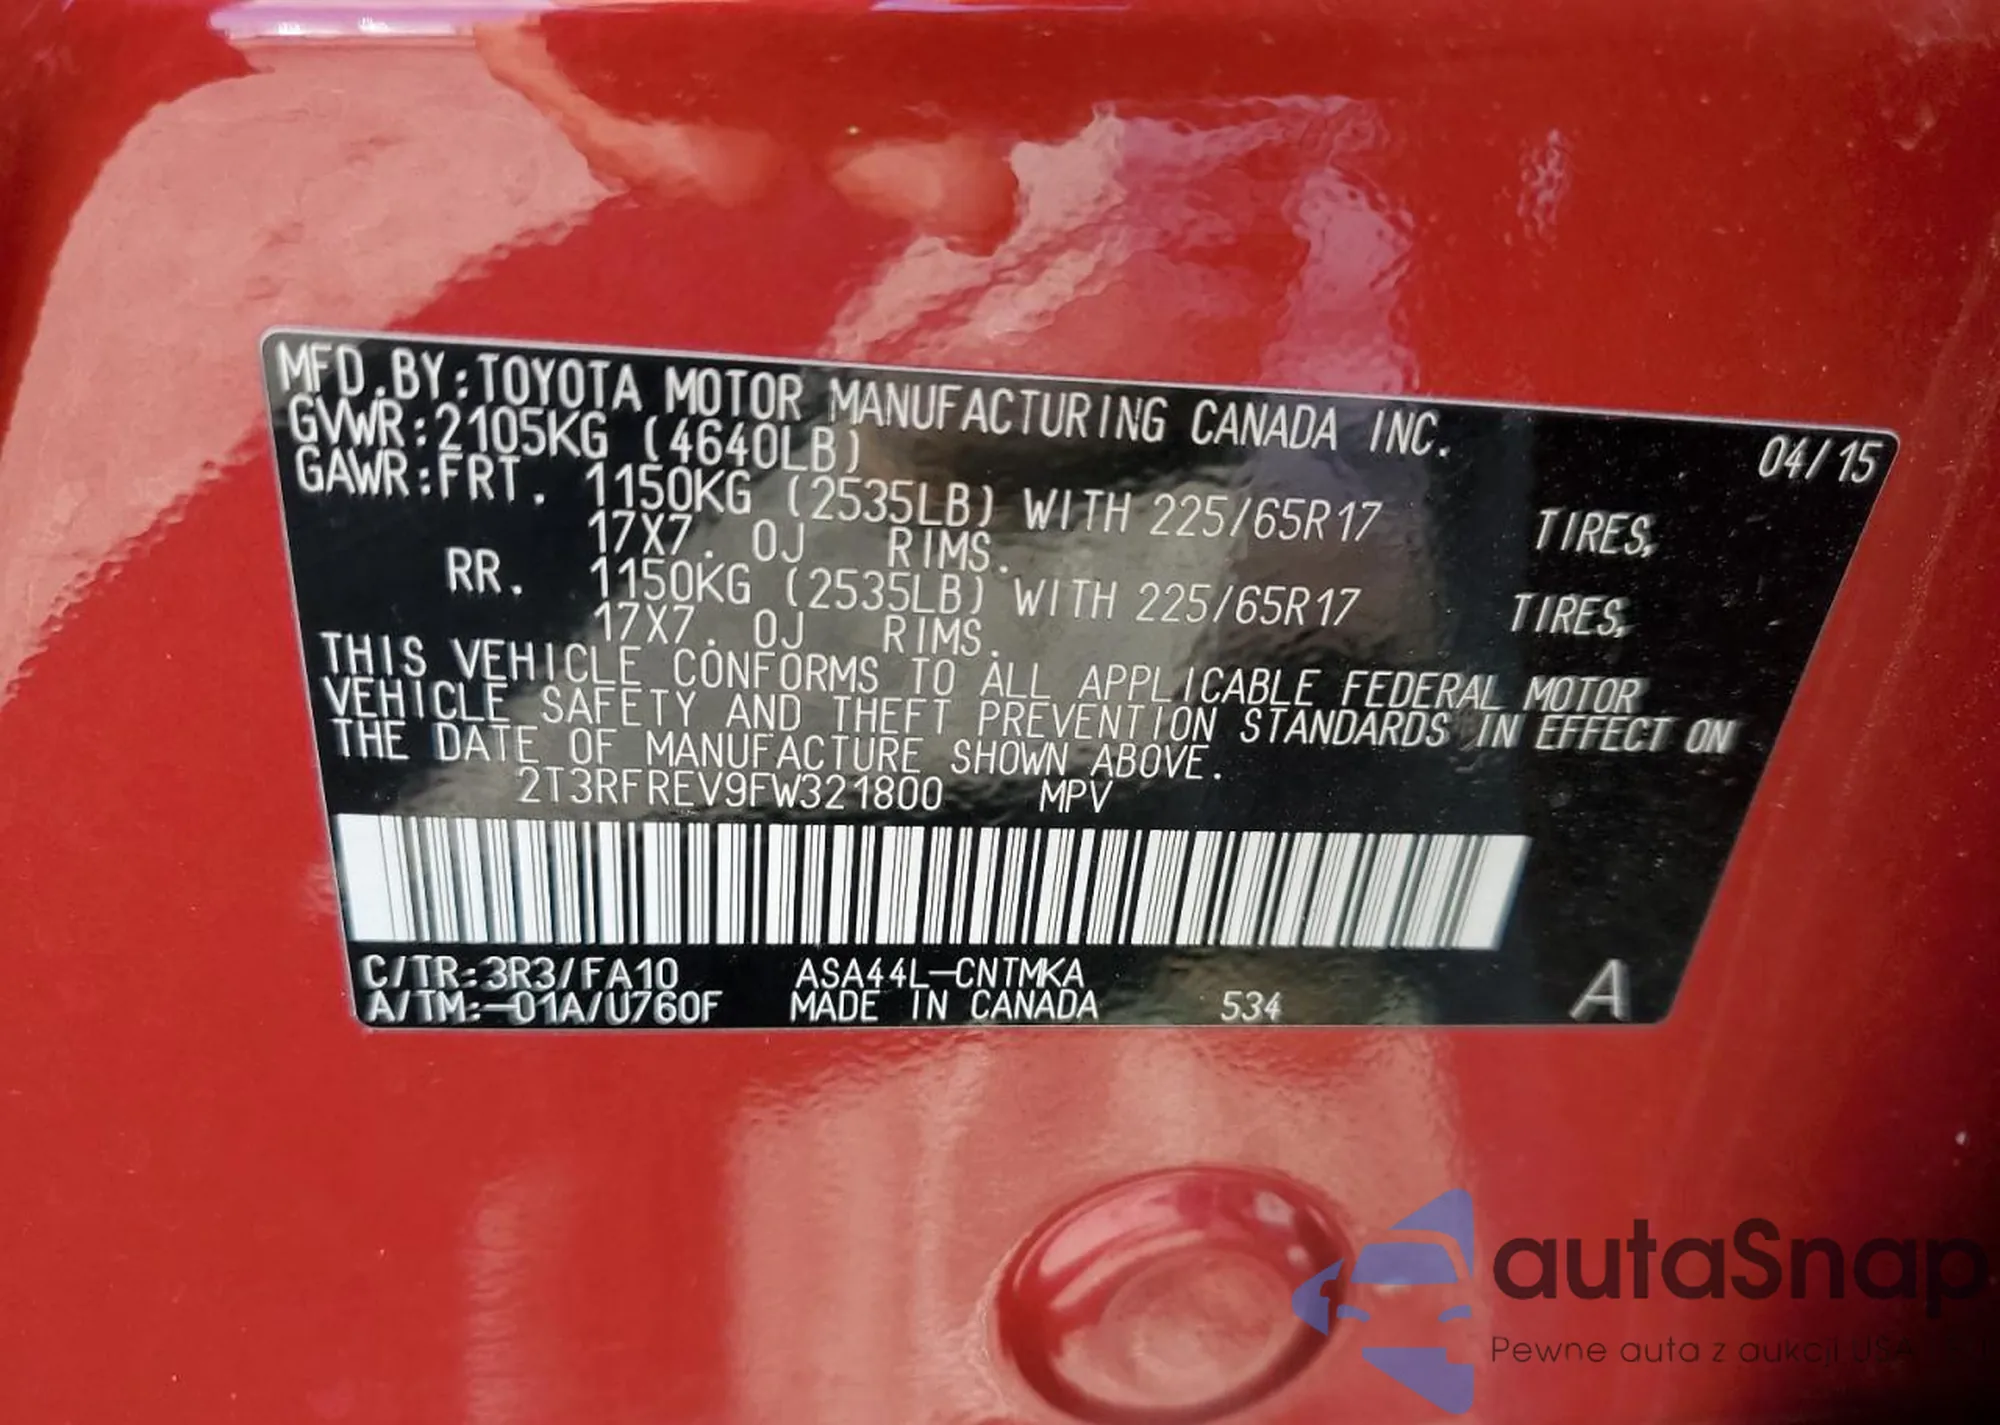 MFD.BY:TOYOTA MOTOR MANUFACTURING CANADA INC. 04/15
GVWR:2105KG (4640LB)
GAWR:FRT. 1150KG (2535LB) WITH 225/65R17 TIRES,
17X7. 0J RIMS.
RR. 1150KG (2535LB) WITH 225/65R17 TIRES,
17X7. 0J RIMS.
THIS VEHICLE CONFORMS TO ALL APPLICABLE FEDERAL MOTOR
VEHICLE SAFETY AND THEFT PREVENTION STANDARDS IN EFFECT ON
THE DATE OF MANUFACTURE SHOWN ABOVE.
2T3RFREV9FW321800 MPV
C/TR:3R3/FA10 ASA44L-CNTMKA
A/TM:-01A/U760F MADE IN CANADA 534 A
autaSnap
Pewne auta z aukcji USA